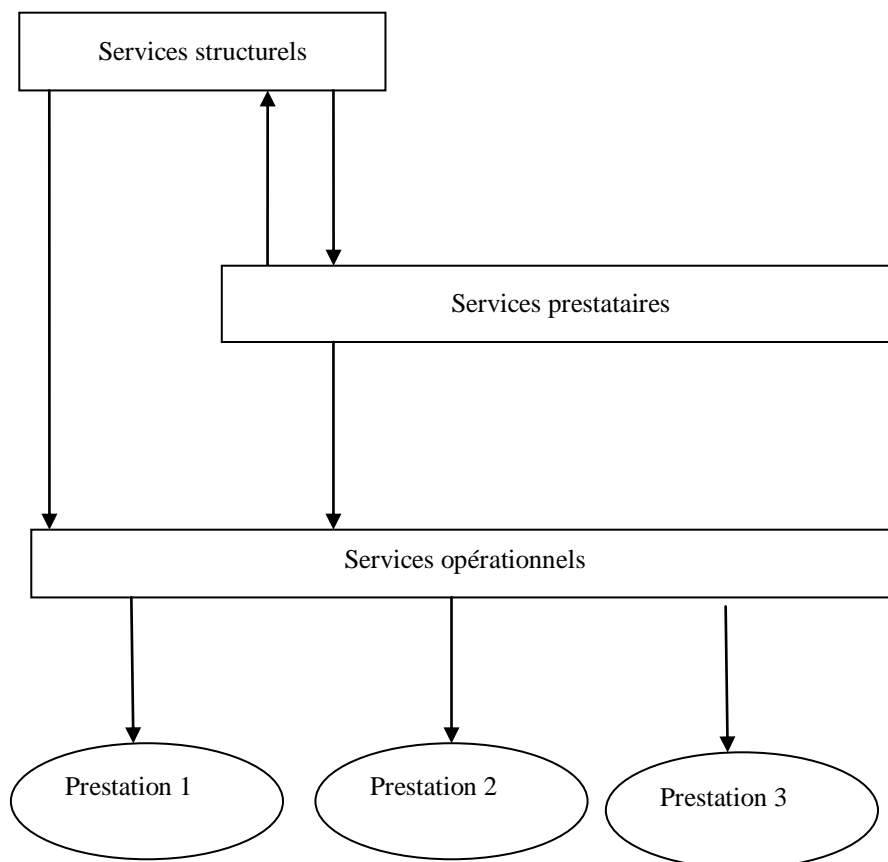 Services structurels
Services prestataires
Services opérationnels
Prestation 1
Prestation 2
Prestation 3